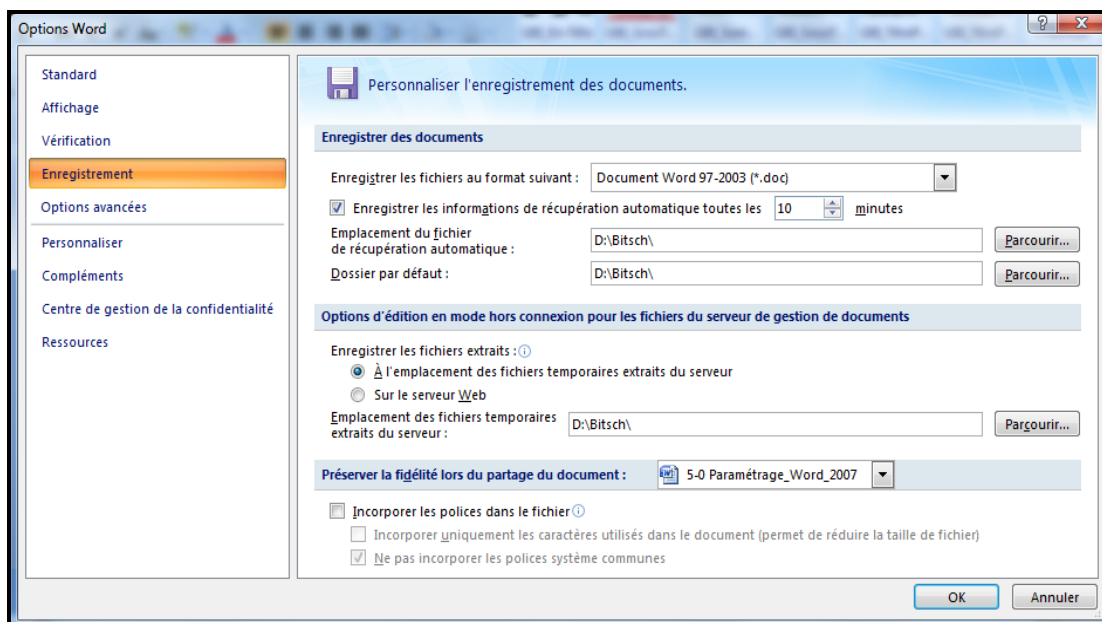 Options Word
Standard
Affichage
Vérification
Enregistrement
Options avancées
Personnaliser
Compléments
Centre de gestion de la confidentialité
Ressources
Personnaliser l'enregistrement des documents.
Enregistrer des documents
Enregistrer les fichiers au format suivant : Document Word 97-2003 (*.doc)
Enregistrer les informations de récupération automatique toutes les 10 minutes
Emplacement du fichier
de récupération automatique : D:\Bitsch\ Parcourir...
Dossier par défaut : D:\Bitsch\ Parcourir...
Options d'édition en mode hors connexion pour les fichiers du serveur de gestion de documents
Enregistrer les fichiers extraits :
À l'emplacement des fichiers temporaires extraits du serveur
Sur le serveur Web
Emplacement des fichiers temporaires
extraits du serveur : D:\Bitsch\ Parcourir...
Préserver la fidélité lors du partage du document : 5-0 Paramétrage_Word_2007
Incorporer les polices dans le fichier
Incorporer uniquement les caractères utilisés dans le document (permet de réduire la taille de fichier)
Ne pas incorporer les polices système communes
OK Annuler